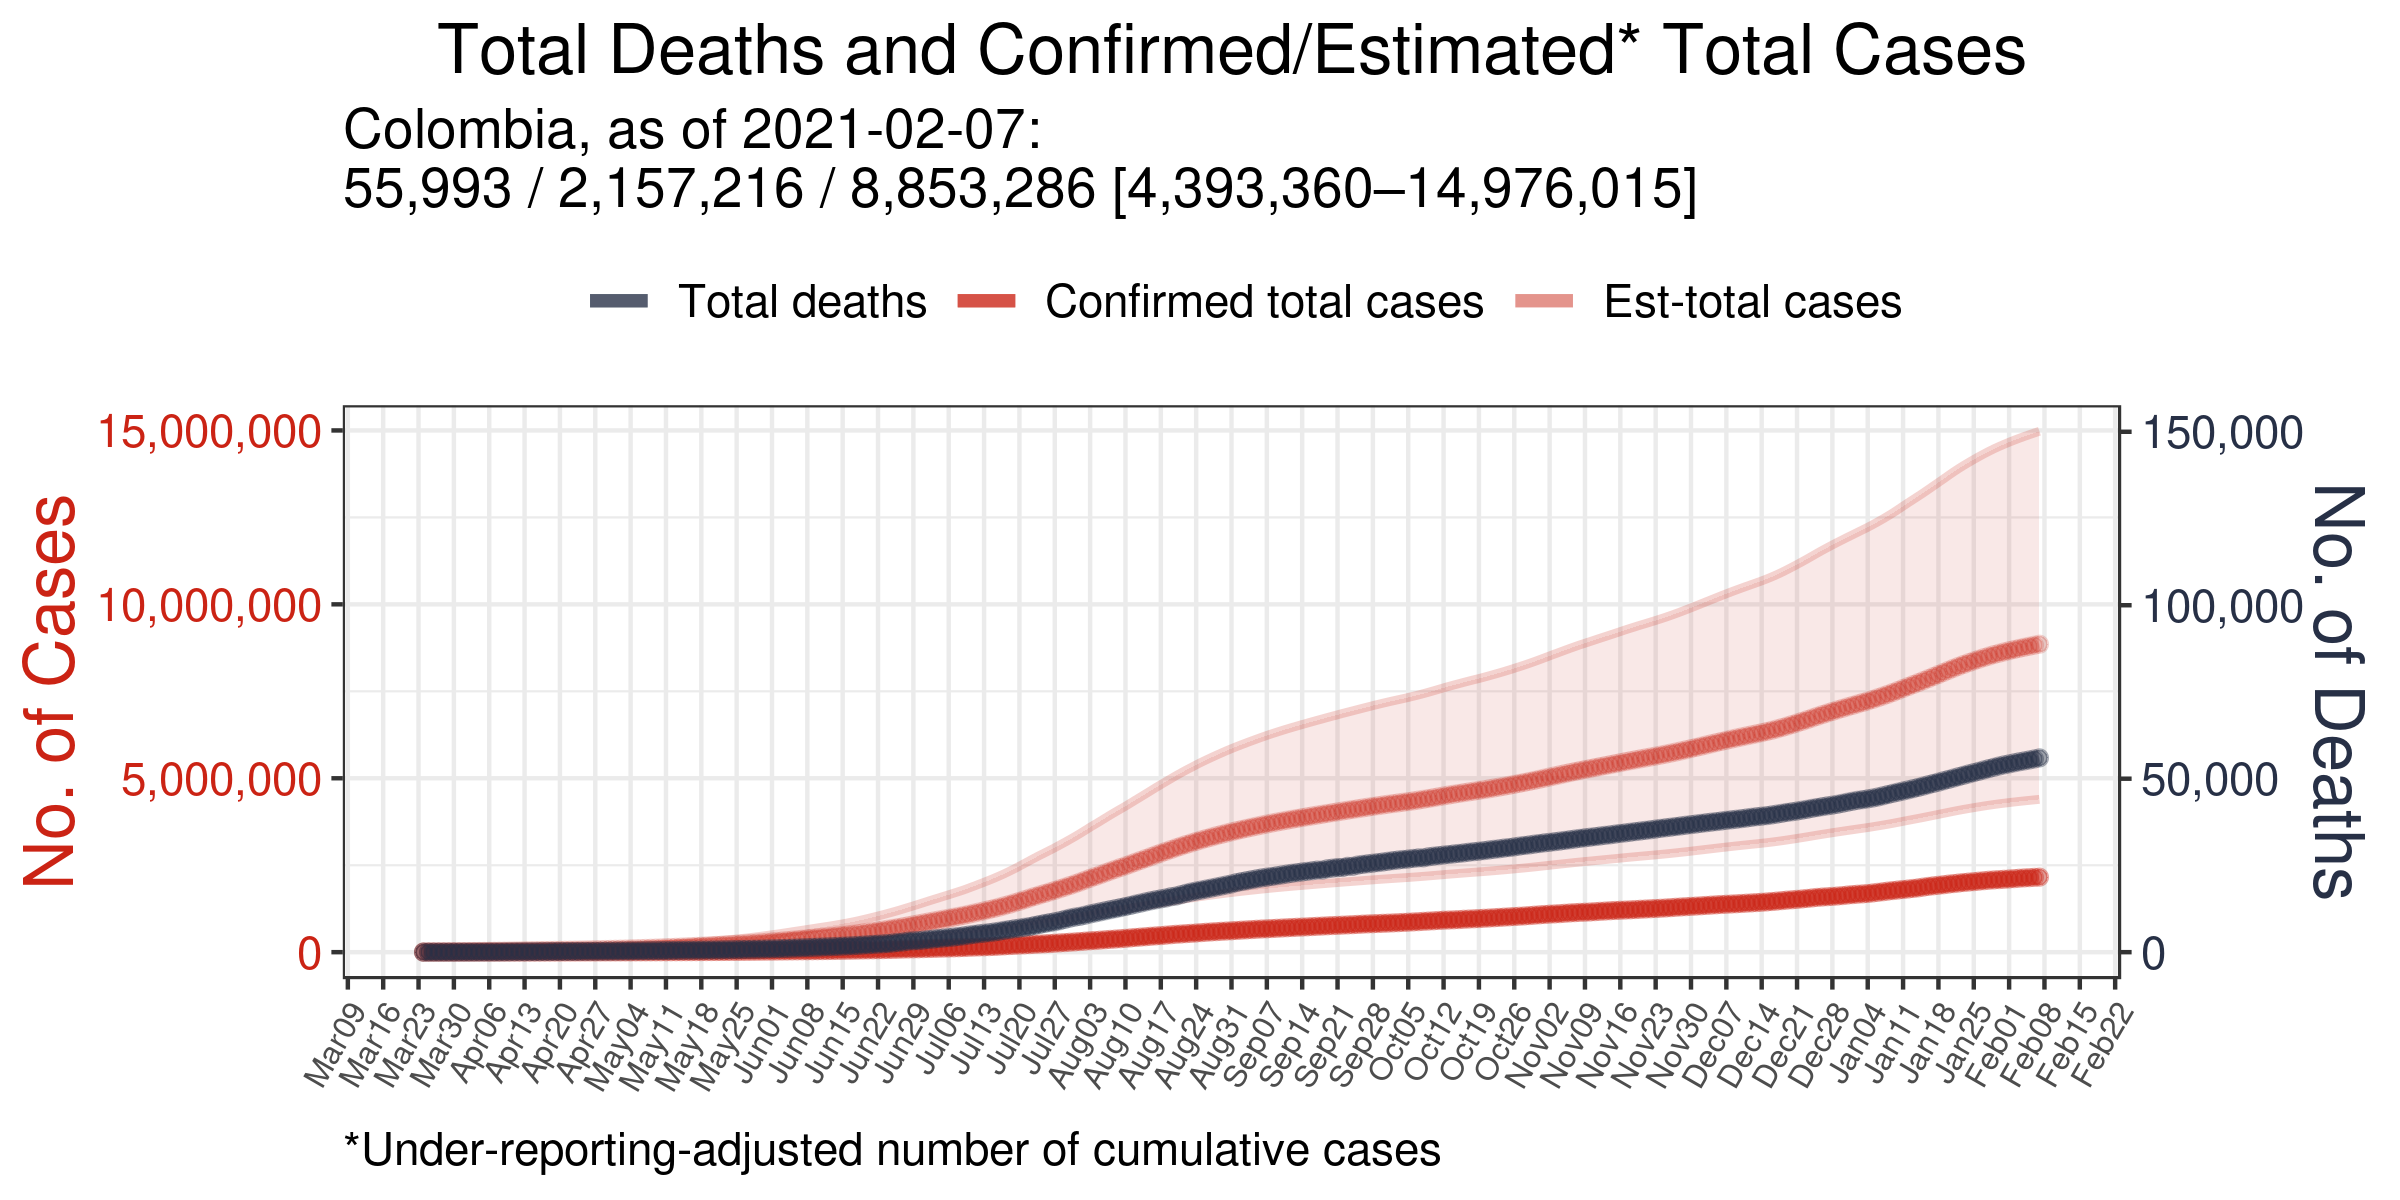 Total Deaths and Confirmed/Estimated* Total Cases
Colombia, as of 2021-02-07:
55,993 / 2,157,216 / 8,853,286 [4,393,360–14,976,015]
Total deaths
Confirmed total cases
Est-total cases
No. of Cases
15,000,000
10,000,000
5,000,000
0
150,000
100,000
50,000
0
No. of Deaths
Mar09
Mar16
Mar23
Mar30
Apr06
Apr13
Apr20
Apr27
May04
May11
May18
May25
Jun01
Jun08
Jun15
Jun22
Jun29
Jul06
Jul13
Jul20
Jul27
Aug03
Aug10
Aug17
Aug24
Aug31
Sep07
Sep14
Sep21
Sep28
Oct05
Oct12
Oct19
Oct26
Nov02
Nov09
Nov16
Nov23
Nov30
Dec07
Dec14
Dec21
Dec28
Jan04
Jan11
Jan18
Jan25
Feb01
Feb08
Feb15
Feb22
*Under-reporting-adjusted number of cumulative cases